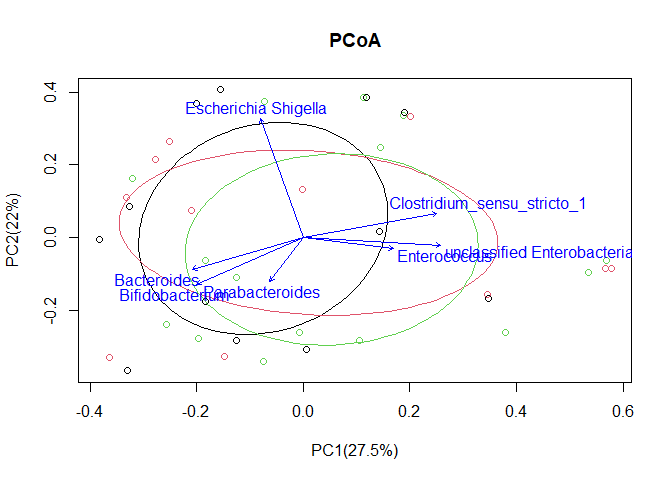 PCoA
0.4
Escherichia Shigella
0.2
Clostridium_sensu_stricto_1
PC2(22%)
0.0
unclassified Enterobacteria
Enterococcus
Bacteroides
Parabacteroides
Bifidobacterium
-0.2
-0.4 -0.2 0.0 0.2 0.4 0.6
PC1(27.5%)